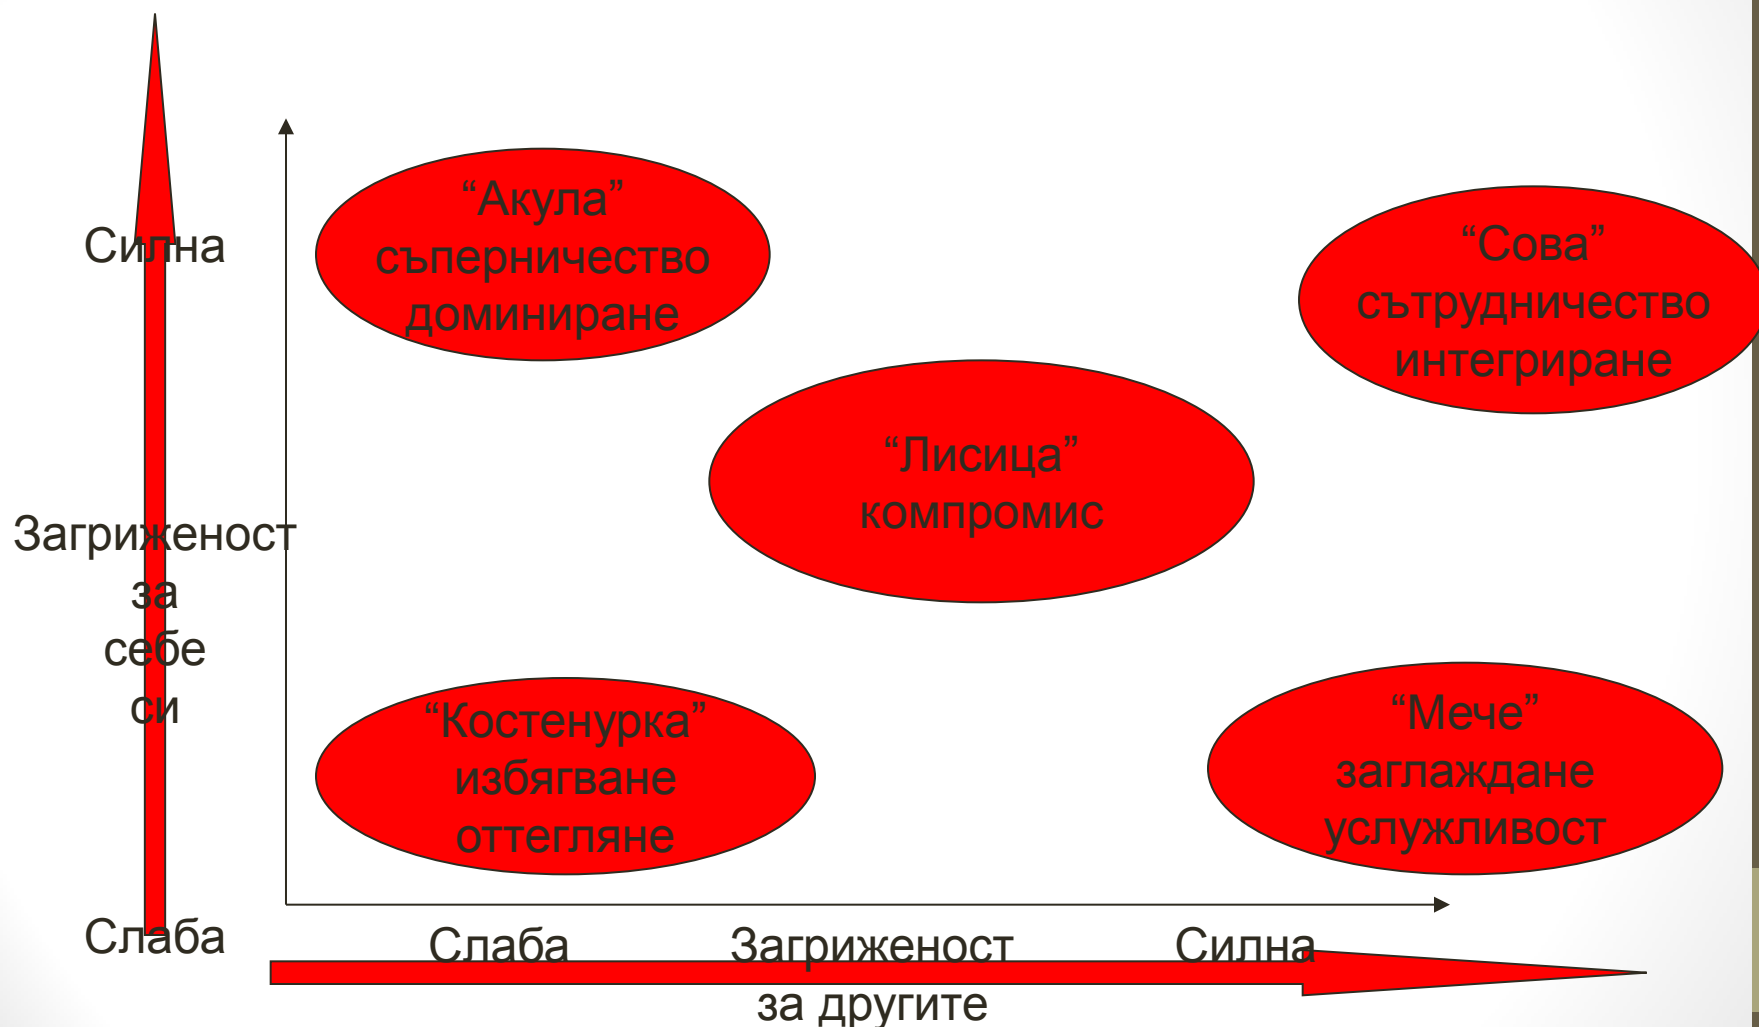 Силна
“Акула”
съперничество
доминиране
“Сова”
сътрудничество
интегриране
“Лисица”
компромис
Загриженост
за
себе
си
“Костенурка”
избягване
оттегляне
“Мече”
заглаждане
услужливост
Слаба
Слаба
Загриженост
за другите
Силна